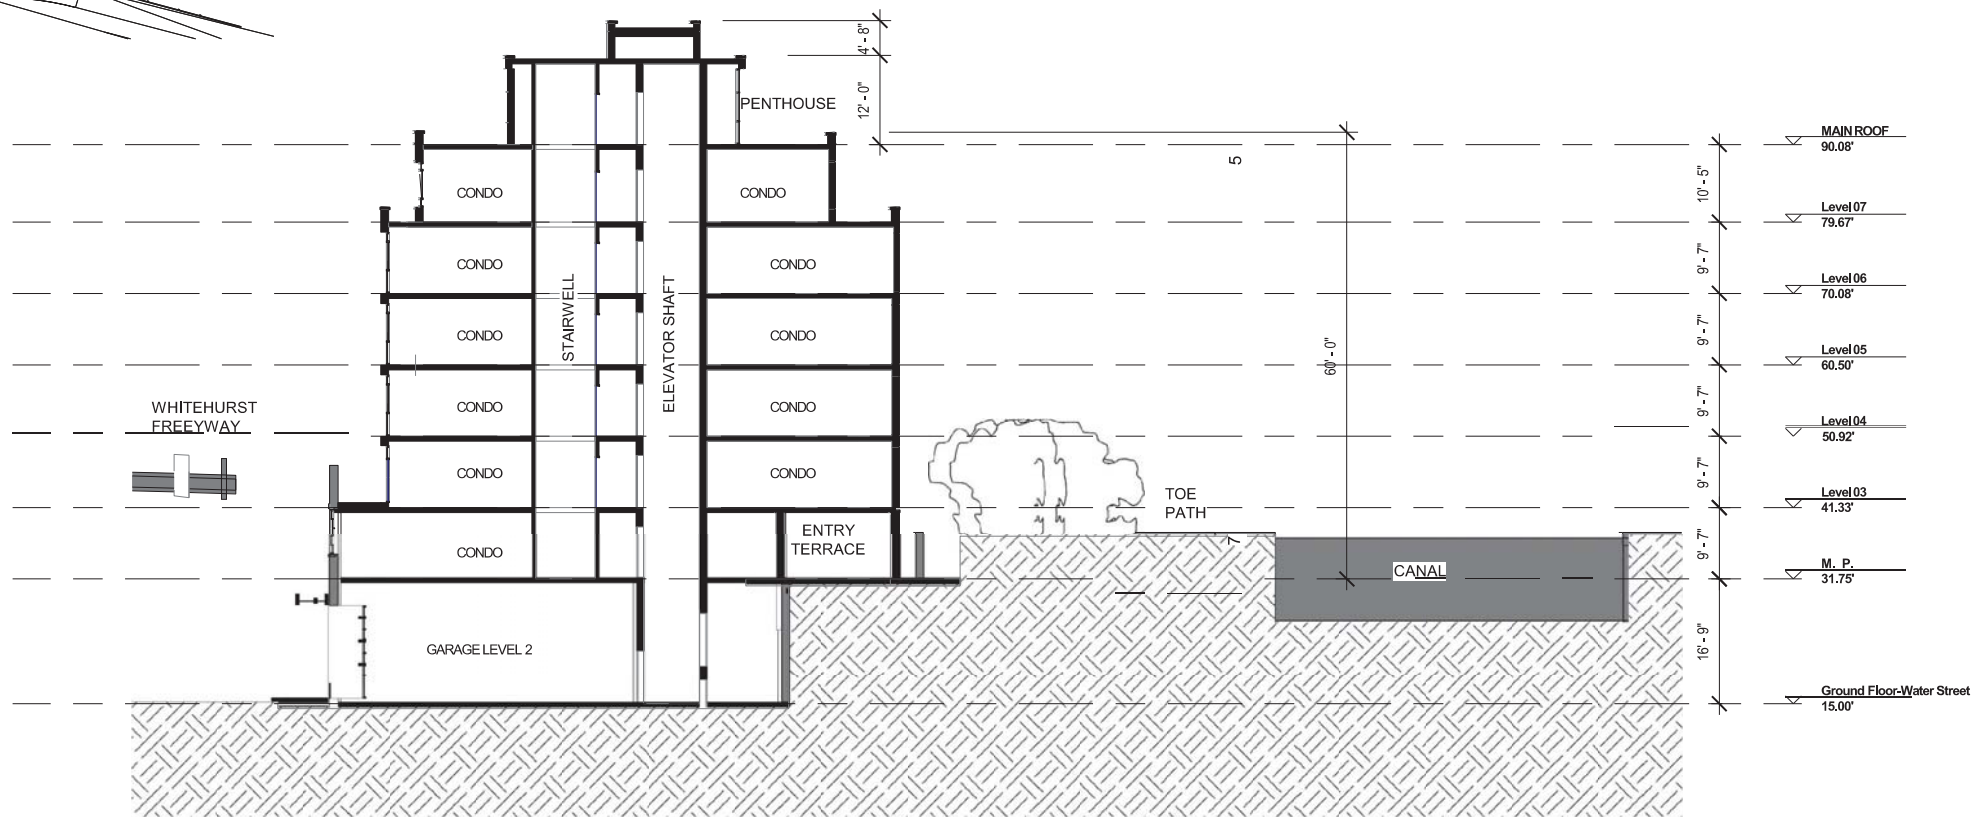 4' - 8"
12' - 0"
PENTHOUSE
MAIN ROOF
90.08'
5
10' - 5"
CONDO
CONDO
Level 07
79.67'
9' - 7"
CONDO
CONDO
Level 06
70.08'
STAIRWELL
ELEVATOR SHAFT
9' - 7"
CONDO
CONDO
60' - 0"
Level 05
60.50'
9' - 7"
WHITEHURST
FREEYWAY
CONDO
CONDO
Level 04
50.92'
9' - 7"
CONDO
CONDO
TOE
PATH
Level 03
41.33'
ENTRY
TERRACE
CONDO
7
9' - 7"
CANAL
M. P.
31.75'
16' - 9"
GARAGE LEVEL 2
Ground Floor-Water Street
15.00'